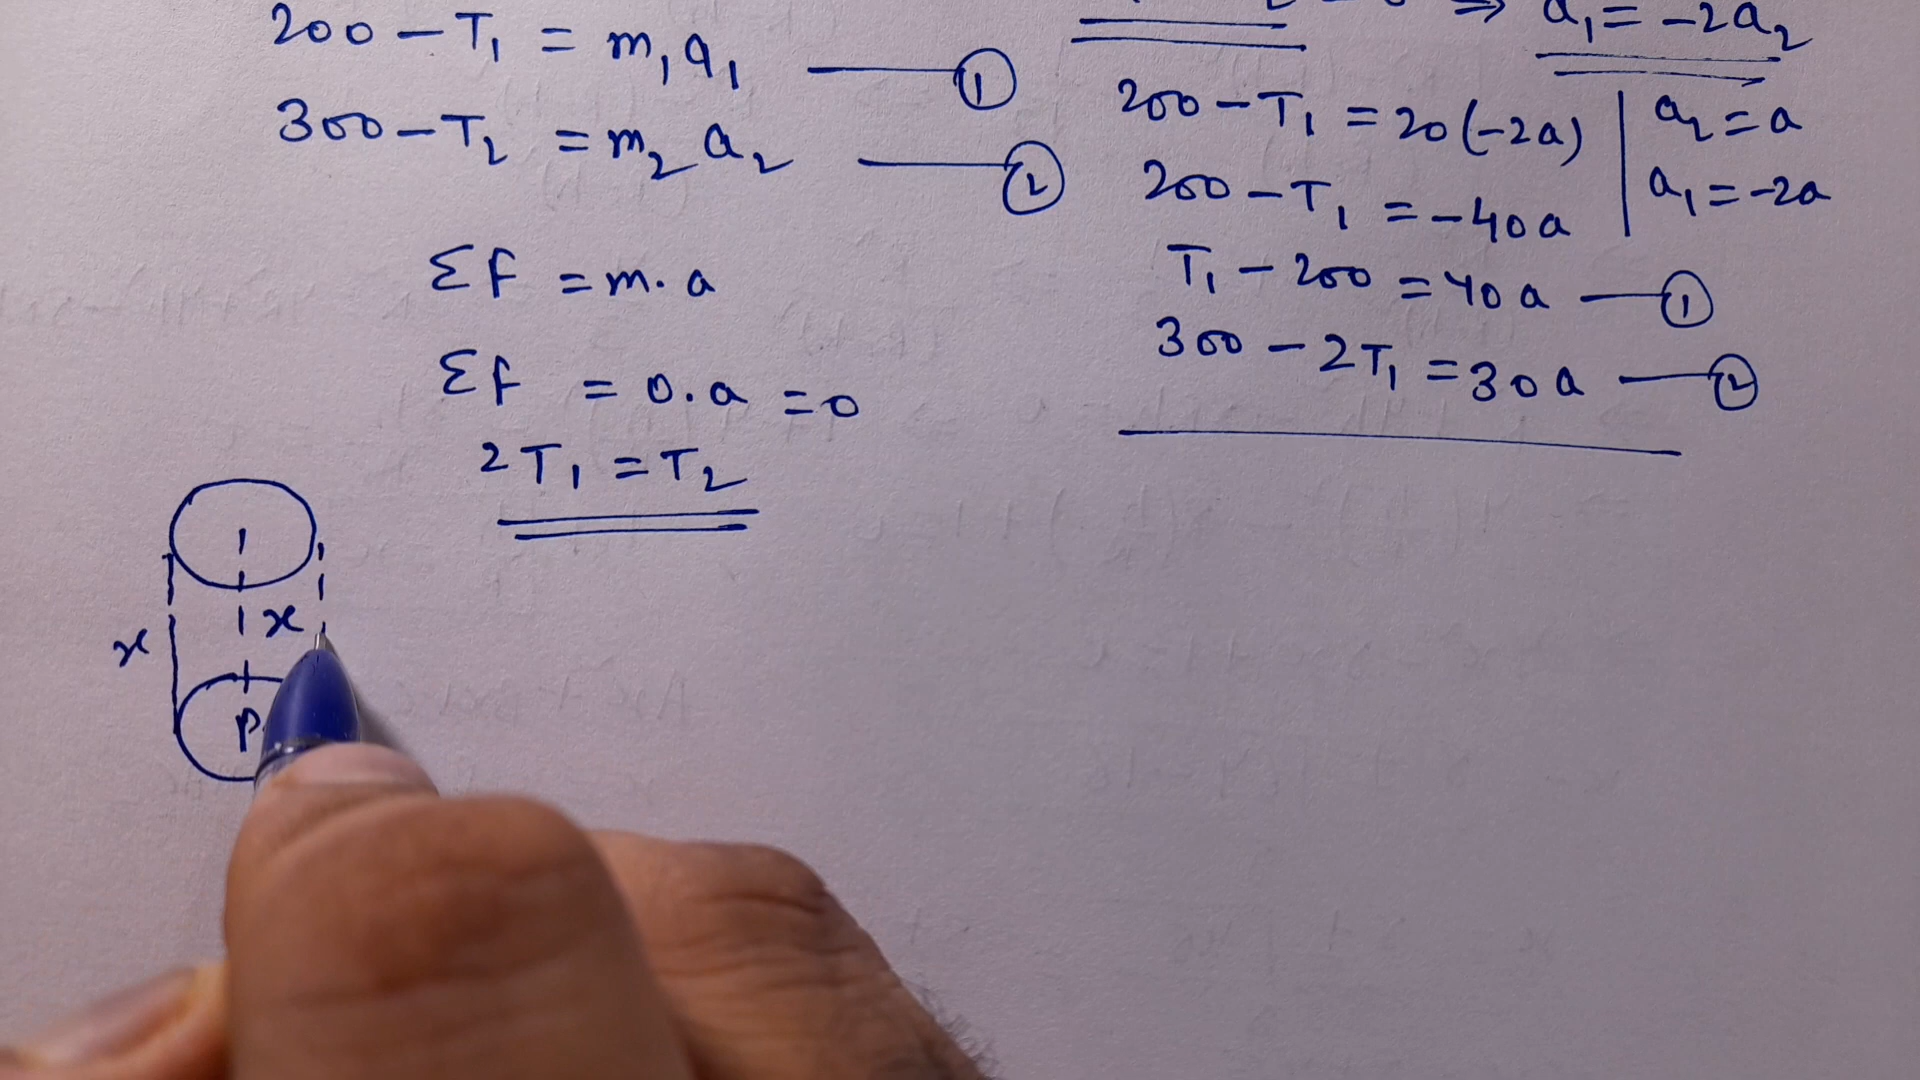 200 − T₁ = m₁a₁ — ①
300 − T₂ = m₂a₂ — ②
ΣF = m·a
ΣF = 0·a = 0
2T₁ = T₂
x
x
P
⇒ a₁ = −2a₂
200 − T₁ = 20(−2a) | a₂ = a
200 − T₁ = −40a | a₁ = −2a
T₁ − 200 = 40a — ①
300 − 2T₁ = 30a — ②